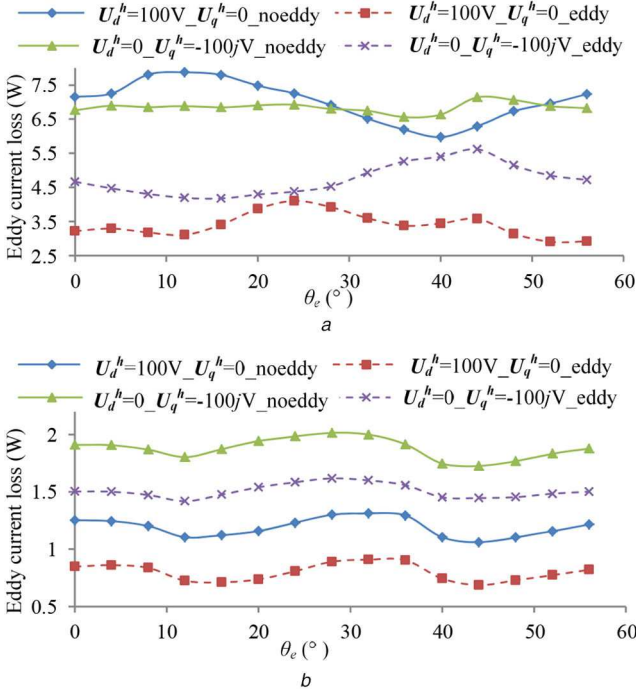 U_d^h=100V_U_q^h=0_noeddy
U_d^h=100V_U_q^h=0_eddy
U_d^h=0_U_q^h=-100jV_noeddy
U_d^h=0_U_q^h=-100jV_eddy
Eddy current loss (W)
7.5
6.5
5.5
4.5
3.5
2.5
0 10 20 30 40 50 60
θ_e (°)
a
U_d^h=100V_U_q^h=0_noeddy
U_d^h=100V_U_q^h=0_eddy
U_d^h=0_U_q^h=-100jV_noeddy
U_d^h=0_U_q^h=-100jV_eddy
Eddy current loss (W)
2
1.5
1
0.5
0 10 20 30 40 50 60
θ_e (°)
b